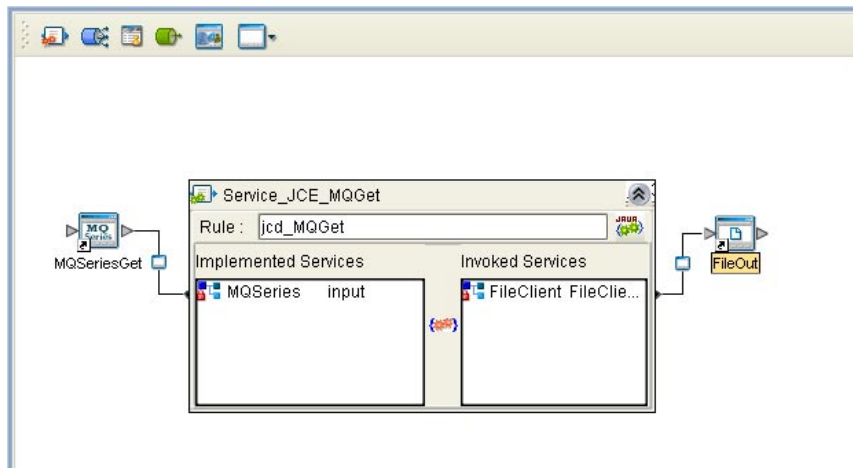 Service_JCE_MQGet
Rule : jcd_MQGet
JAVA
MQ
Series
MQSeriesGet
Implemented Services
Invoked Services
MQSeries input
FileClient FileClie...
FileOut